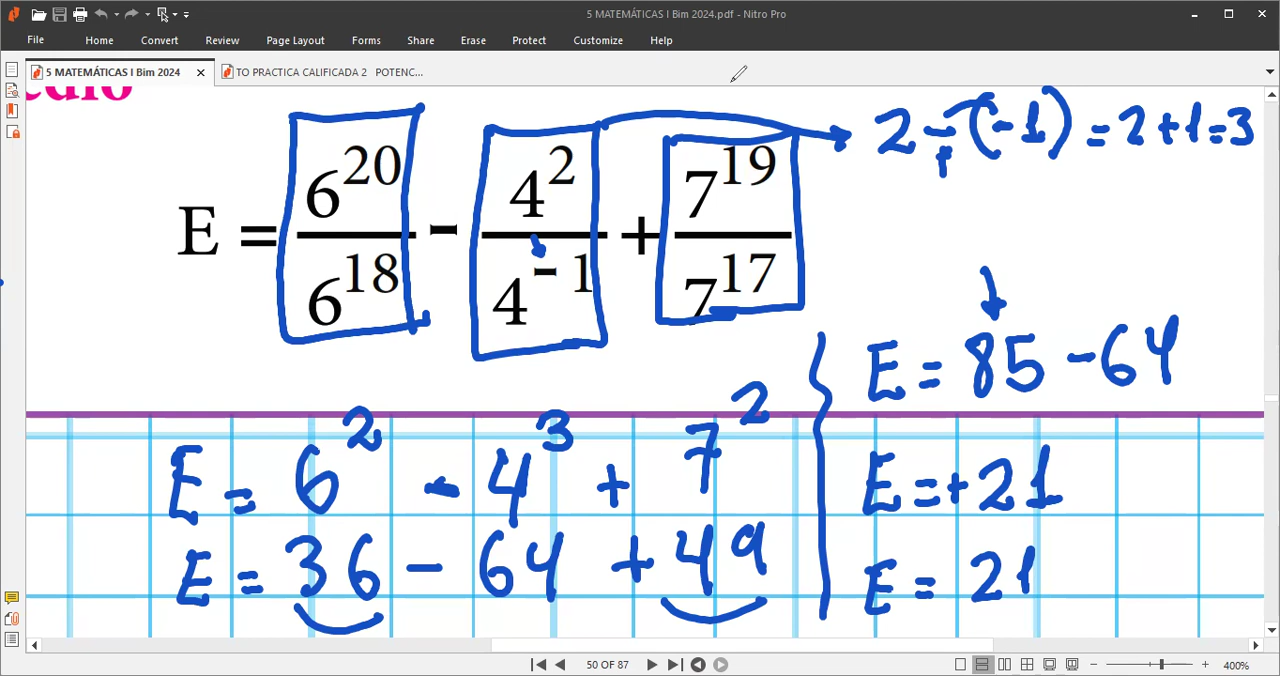 5 MATEMÁTICAS I Bim 2024.pdf - Nitro Pro
File Home Convert Review Page Layout Forms Share Erase Protect Customize Help
5 MATEMÁTICAS I Bim 2024 × TO PRACTICA CALIFICADA 2 POTENC...
2 - (-1) = 2 + 1 = 3
E = 6^20/6^18 - 4^2/4^-1 + 7^19/7^17
E = 6^2 - 4^3 + 7^2
E = 36 - 64 + 49
E = 85 - 64
E = +21
E = 21
50 OF 87
400%